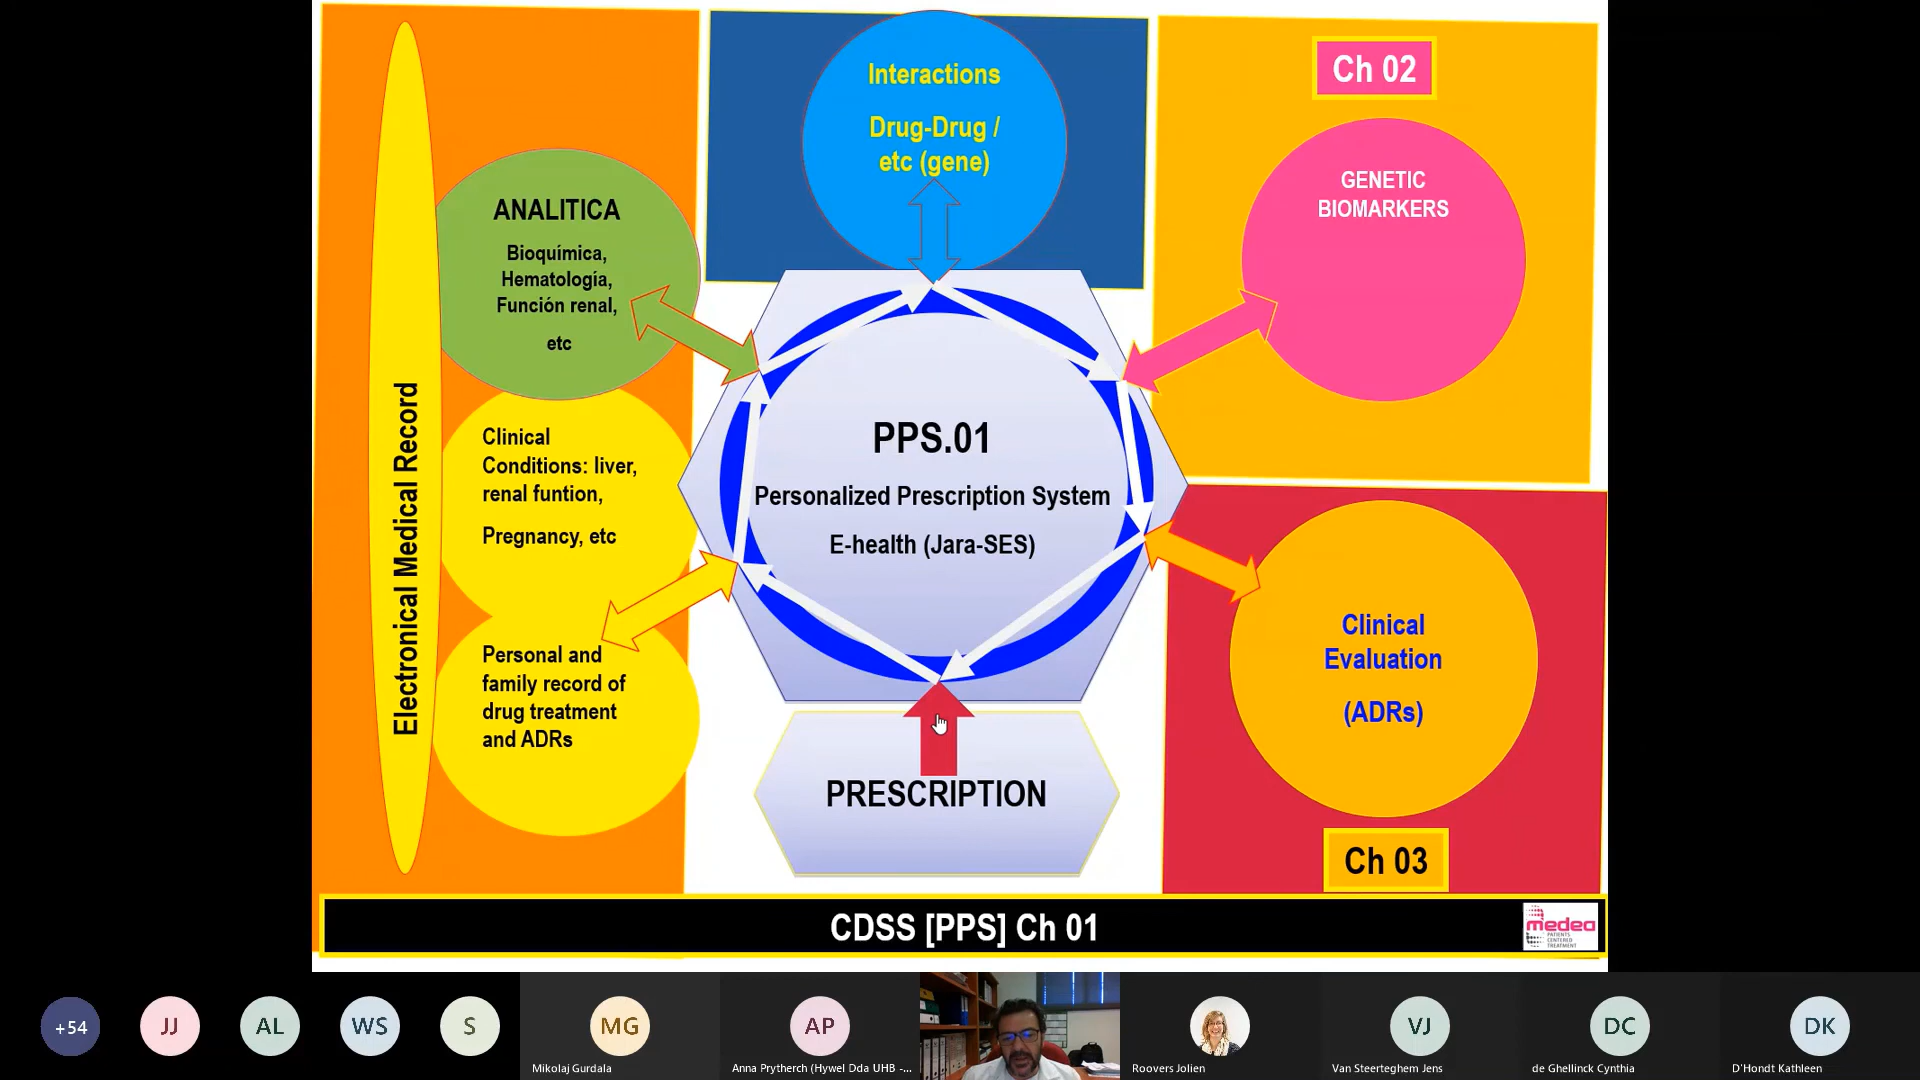 Interactions
Drug-Drug /
etc (gene)
Ch 02
GENETIC
BIOMARKERS
ANALITICA
Bioquímica,
Hematología,
Función renal,
etc
Electronical Medical Record
Clinical
Conditions: liver,
renal funtion,
Pregnancy, etc
Personal and
family record of
drug treatment
and ADRs
PPS.01
Personalized Prescription System
E-health (Jara-SES)
Clinical
Evaluation
(ADRs)
PRESCRIPTION
Ch 03
CDSS [PPS] Ch 01
medea
PATIENTS
CENTERED
TREATMENT
+54
JJ
AL
WS
S
MG
AP
VJ
DC
DK
Mikolaj Gurdala
Anna Prytherch (Hywel Dda UHB -...
Roovers Jolien
Van Steerteghem Jens
de Ghellinck Cynthia
D'Hondt Kathleen